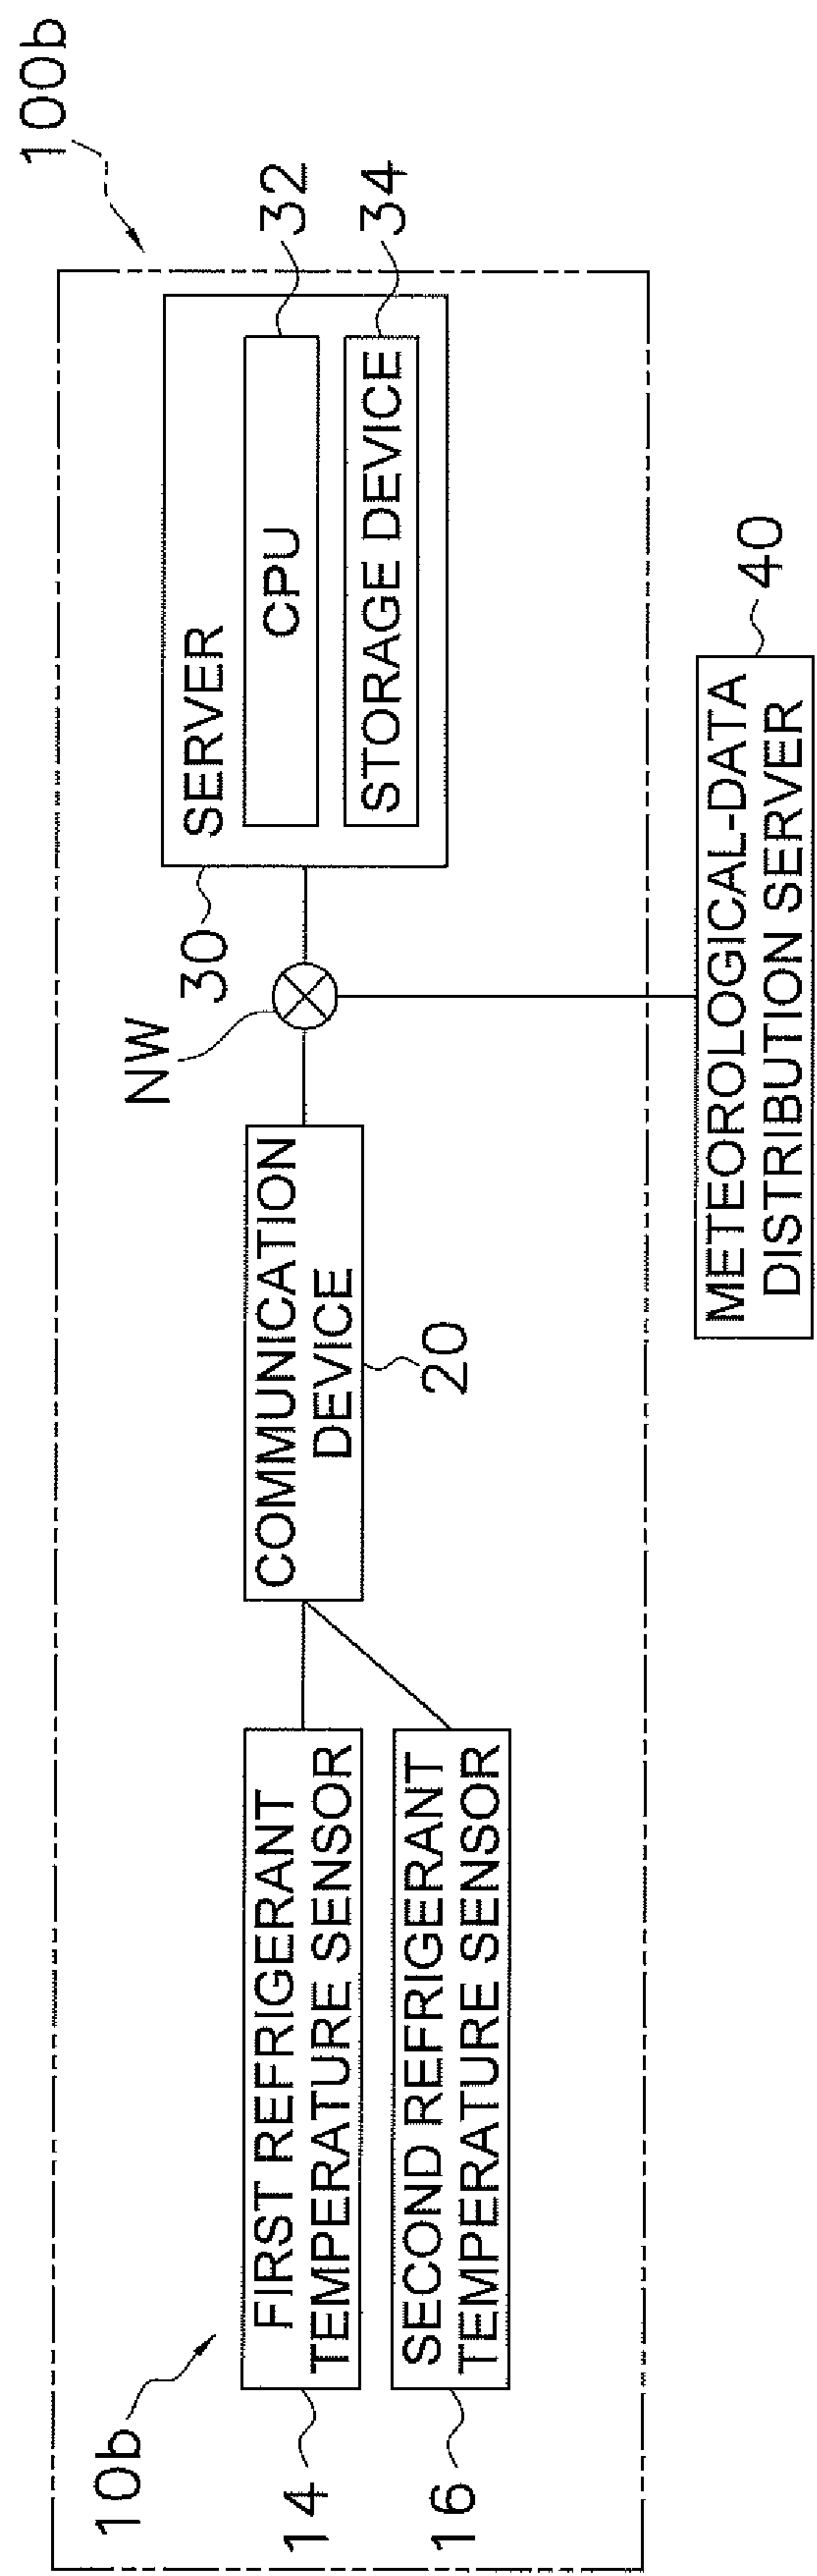 100b
10b
14
FIRST REFRIGERANT
TEMPERATURE SENSOR
16
SECOND REFRIGERANT
TEMPERATURE SENSOR
COMMUNICATION
DEVICE
20
NW
30
SERVER
CPU
32
STORAGE DEVICE
34
METEOROLOGICAL-DATA
DISTRIBUTION SERVER
40